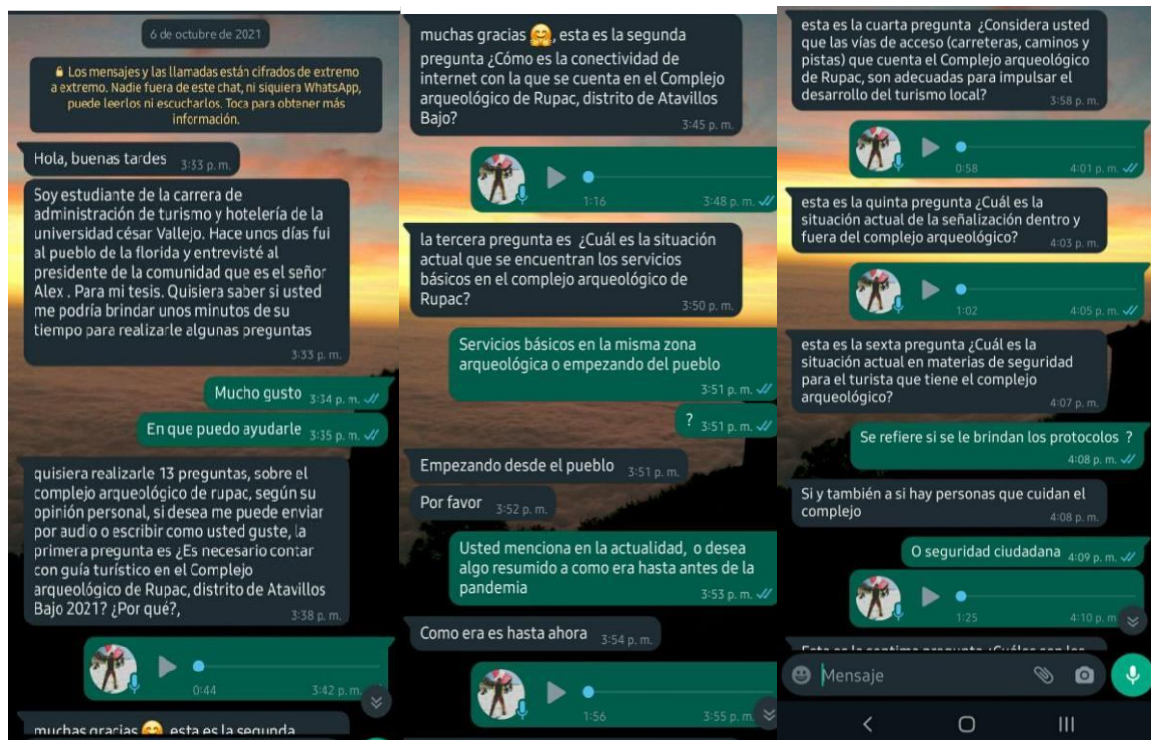 6 de octubre de 2021
Los mensajes y las llamadas están cifrados de extremo
a extremo. Nadie fuera de este chat, ni siquiera WhatsApp,
puede leerlos ni escucharlos. Toca para obtener más
información.
Hola, buenas tardes 3:33 p. m.
Soy estudiante de la carrera de
administración de turismo y hotelería de la
universidad césar Vallejo. Hace unos días fui
al pueblo de la florida y entrevisté al
presidente de la comunidad que es el señor
Alex . Para mi tesis. Quisiera saber si usted
me podría brindar unos minutos de su
tiempo para realizarle algunas preguntas
3:33 p. m.
Mucho gusto 3:34 p. m.
En que puedo ayudarle 3:35 p. m.
quisiera realizarle 13 preguntas, sobre el
complejo arqueológico de rupac, según su
opinión personal, si desea me puede enviar
por audio o escribir como usted guste, la
primera pregunta es ¿Es necesario contar
con guía turístico en el Complejo
arqueológico de Rupac, distrito de Atavillos
Bajo 2021? ¿Por qué?,
3:38 p. m.
0:44 3:42 p. m.
muchas gracias 🤗, esta es la segunda
muchas gracias 🤗, esta es la segunda
pregunta ¿Cómo es la conectividad de
internet con la que se cuenta en el Complejo
arqueológico de Rupac, distrito de Atavillos
Bajo?
3:45 p. m.
1:16 3:48 p. m.
la tercera pregunta es ¿Cuál es la situación
actual que se encuentran los servicios
básicos en el complejo arqueológico de
Rupac?
3:50 p. m.
Servicios básicos en la misma zona
arqueológica o empezando del pueblo
3:51 p. m.
? 3:51 p. m.
Empezando desde el pueblo 3:51 p. m.
Por favor 3:52 p. m.
Usted menciona en la actualidad, o desea
algo resumido a como era hasta antes de la
pandemia
3:53 p. m.
Como era es hasta ahora 3:54 p. m.
1:56 3:55 p. m.
esta es la cuarta pregunta ¿Considera usted
que las vías de acceso (carreteras, caminos y
pistas) que cuenta el Complejo arqueológico
de Rupac, son adecuadas para impulsar el
desarrollo del turismo local?
3:58 p. m.
0:58 4:01 p. m.
esta es la quinta pregunta ¿Cuál es la
situación actual de la señalización dentro y
fuera del complejo arqueológico?
4:03 p. m.
1:02 4:05 p. m.
esta es la sexta pregunta ¿Cuál es la
situación actual en materias de seguridad
para el turista que tiene el complejo
arqueológico?
4:07 p. m.
Se refiere si se le brindan los protocolos ?
4:08 p. m.
Si y también a si hay personas que cuidan el
complejo
4:08 p. m.
O seguridad ciudadana 4:09 p. m.
1:25 4:10 p. m
Esta es la septima pregunta ¿Cuáles son los
Mensaje